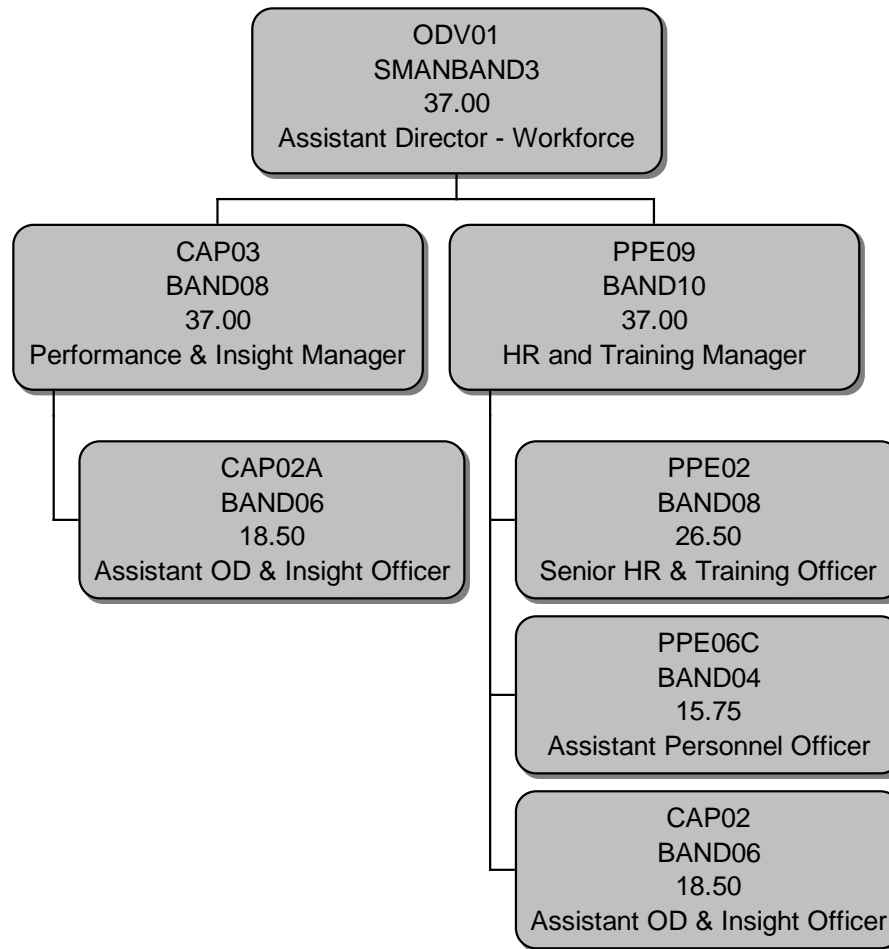 ODV01
SMANBAND3
37.00
Assistant Director - Workforce
CAP03
BAND08
37.00
Performance & Insight Manager
PPE09
BAND10
37.00
HR and Training Manager
CAP02A
BAND06
18.50
Assistant OD & Insight Officer
PPE02
BAND08
26.50
Senior HR & Training Officer
PPE06C
BAND04
15.75
Assistant Personnel Officer
CAP02
BAND06
18.50
Assistant OD & Insight Officer